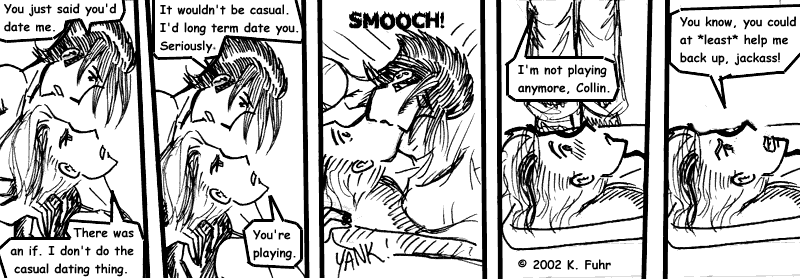 You just said you'd
date me.
There was
an if. I don't do the
casual dating thing.
It wouldn't be casual.
I'd long term date you.
Seriously.
You're
playing.
SMOOCH!
YANK!
I'm not playing
anymore, Collin.
© 2002 K. Fuhr
You know, you could
at *least* help me
back up, jackass!